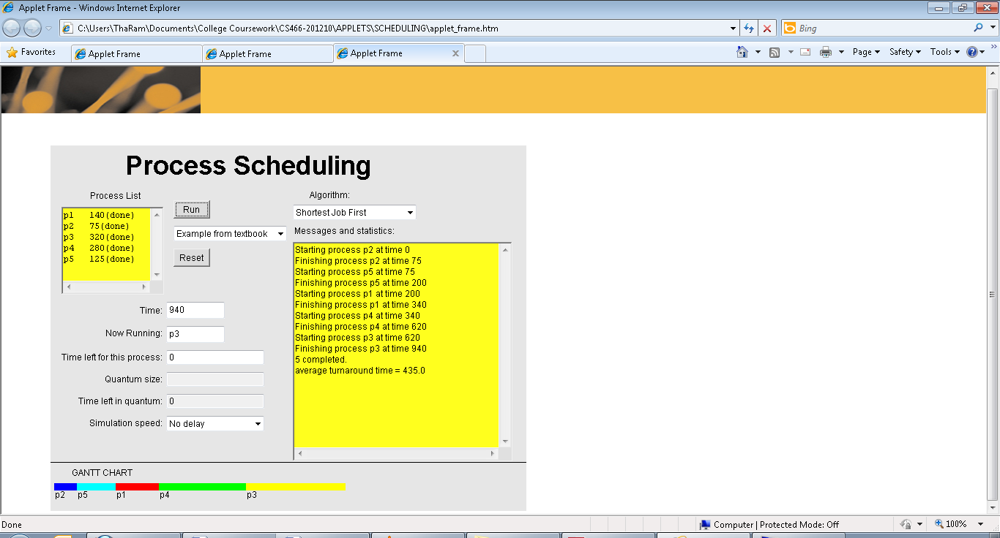 Applet Frame - Windows Internet Explorer
C:\Users\ThaRam\Documents\College Coursework\CS466-201210\APPLETS\SCHEDULING\applet_frame.htm
Bing
Favorites
Applet Frame
Applet Frame
Applet Frame
Page
Safety
Tools
Process Scheduling
Process List
Algorithm:
p1 140(done)
p2 75(done)
p3 320(done)
p4 280(done)
p5 125(done)
Run
Example from textbook
Reset
Shortest Job First
Messages and statistics:
Starting process p2 at time 0
Finishing process p2 at time 75
Starting process p5 at time 75
Finishing process p5 at time 200
Starting process p1 at time 200
Finishing process p1 at time 340
Starting process p4 at time 340
Finishing process p4 at time 620
Starting process p3 at time 620
Finishing process p3 at time 940
5 completed.
average turnaround time = 435.0
Time: 940
Now Running: p3
Time left for this process: 0
Quantum size:
Time left in quantum: 0
Simulation speed: No delay
GANTT CHART
p2 p5 p1 p4 p3
Done
Computer | Protected Mode: Off
100%